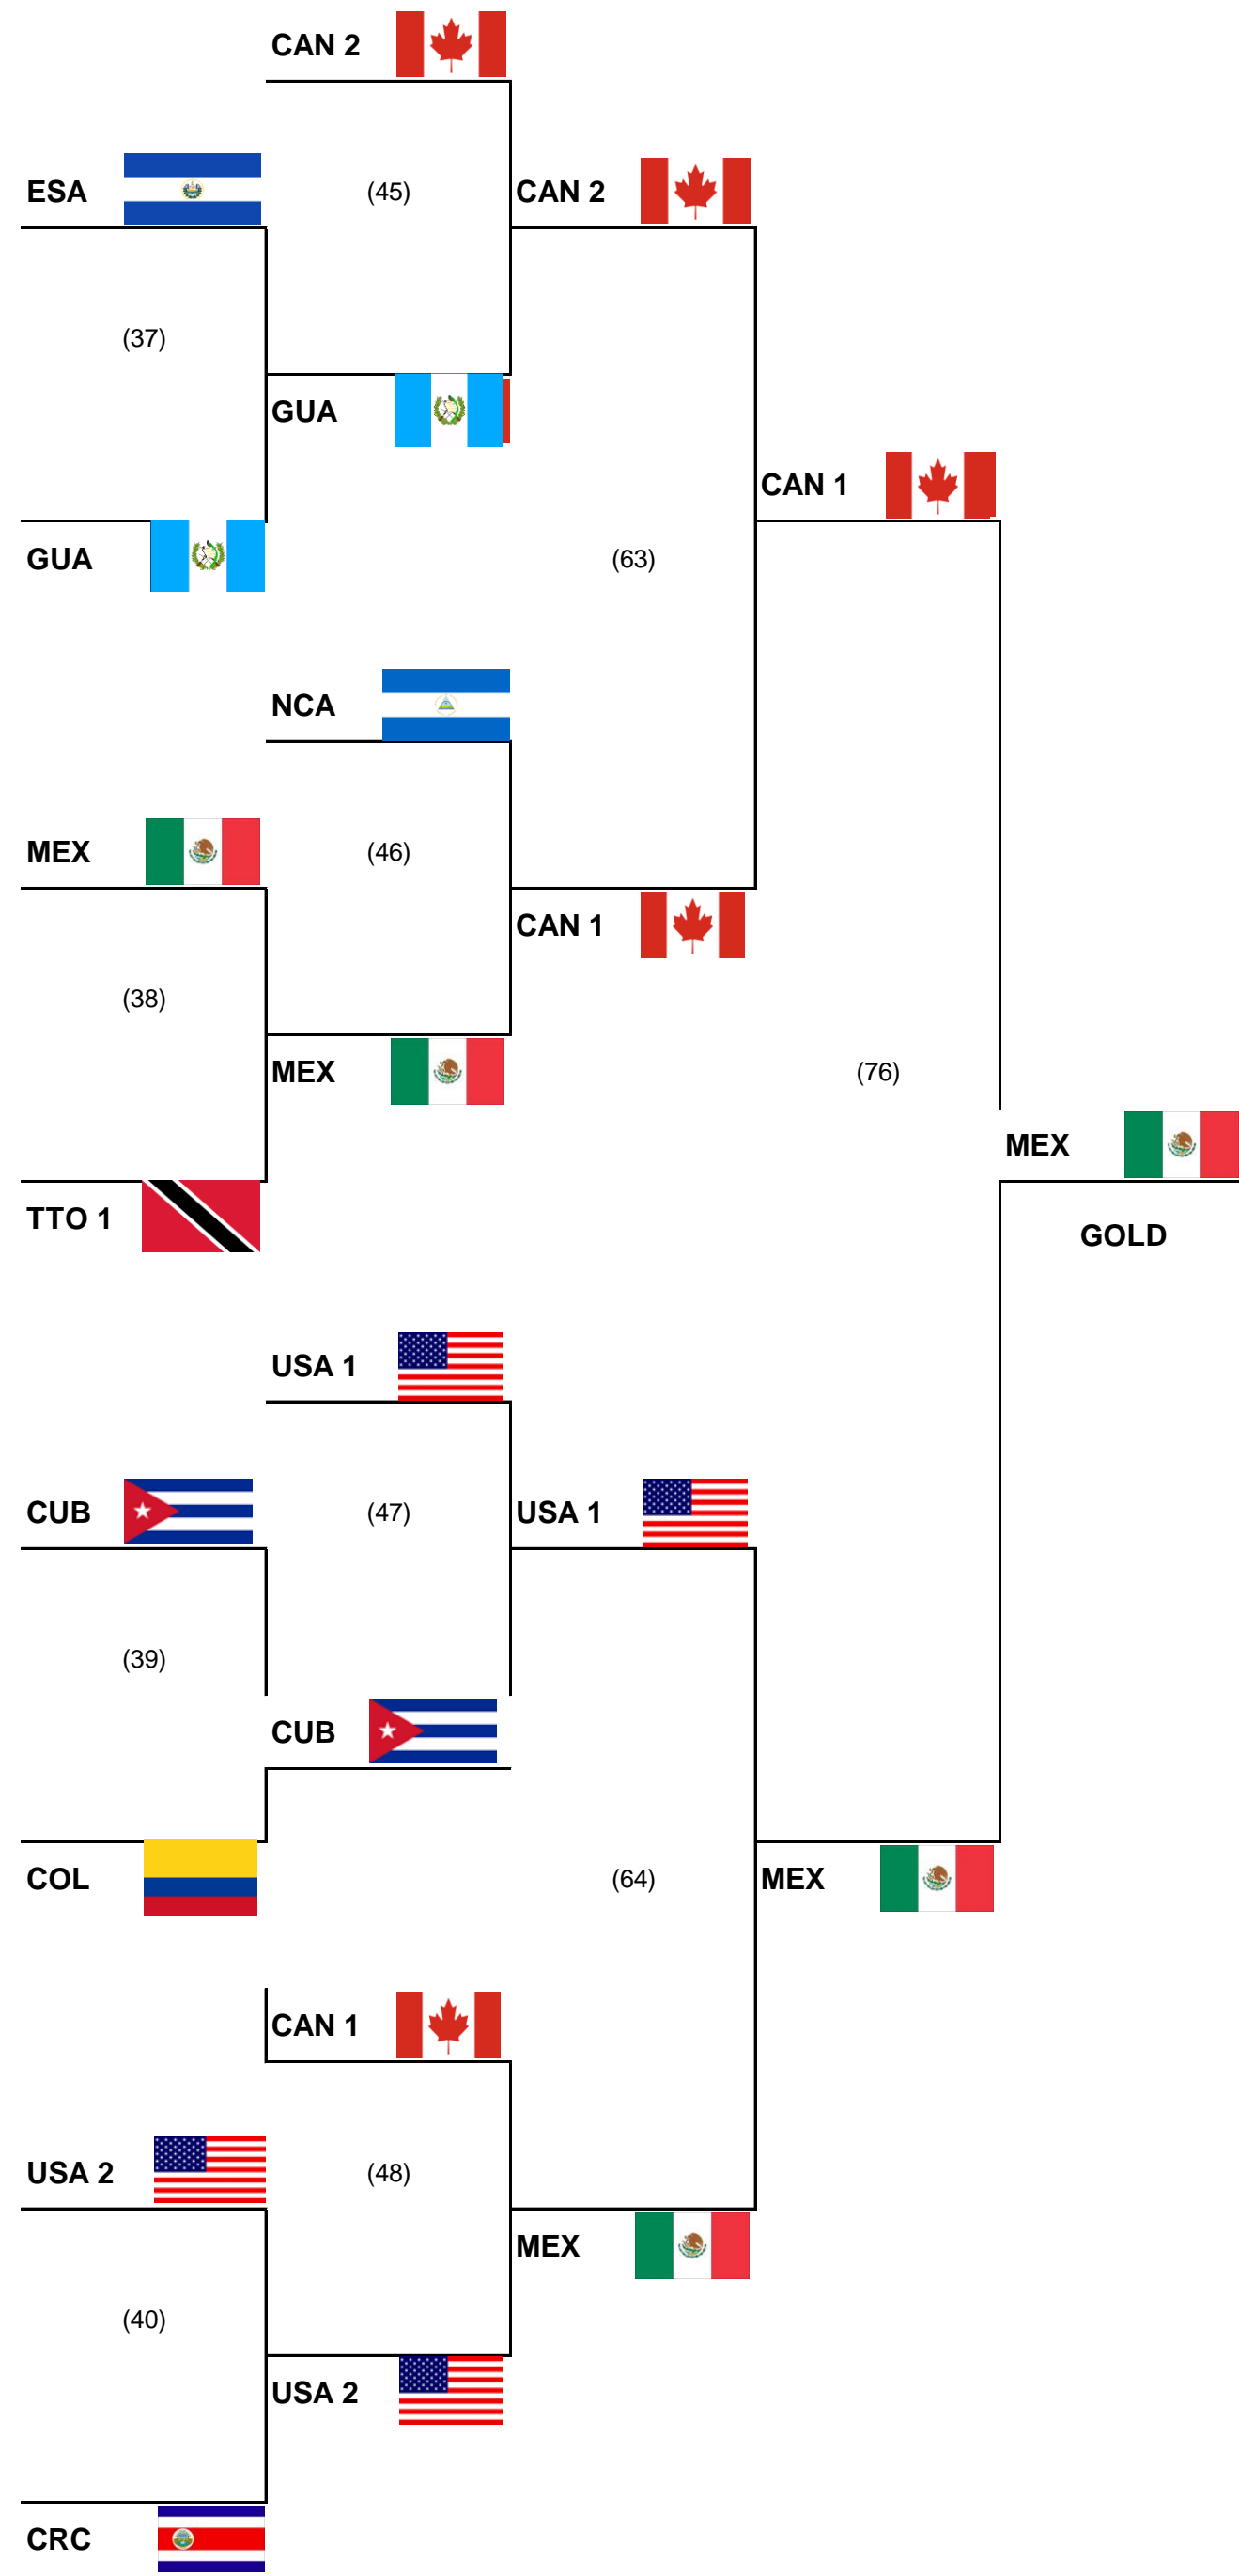 CAN 2
ESA
(45)
CAN 2
(37)
GUA
CAN 1
GUA
(63)
NCA
MEX
(46)
CAN 1
(38)
MEX
(76)
MEX
TTO 1
GOLD
USA 1
CUB
(47)
USA 1
(39)
CUB
COL
(64)
MEX
CAN 1
USA 2
(48)
MEX
(40)
USA 2
CRC